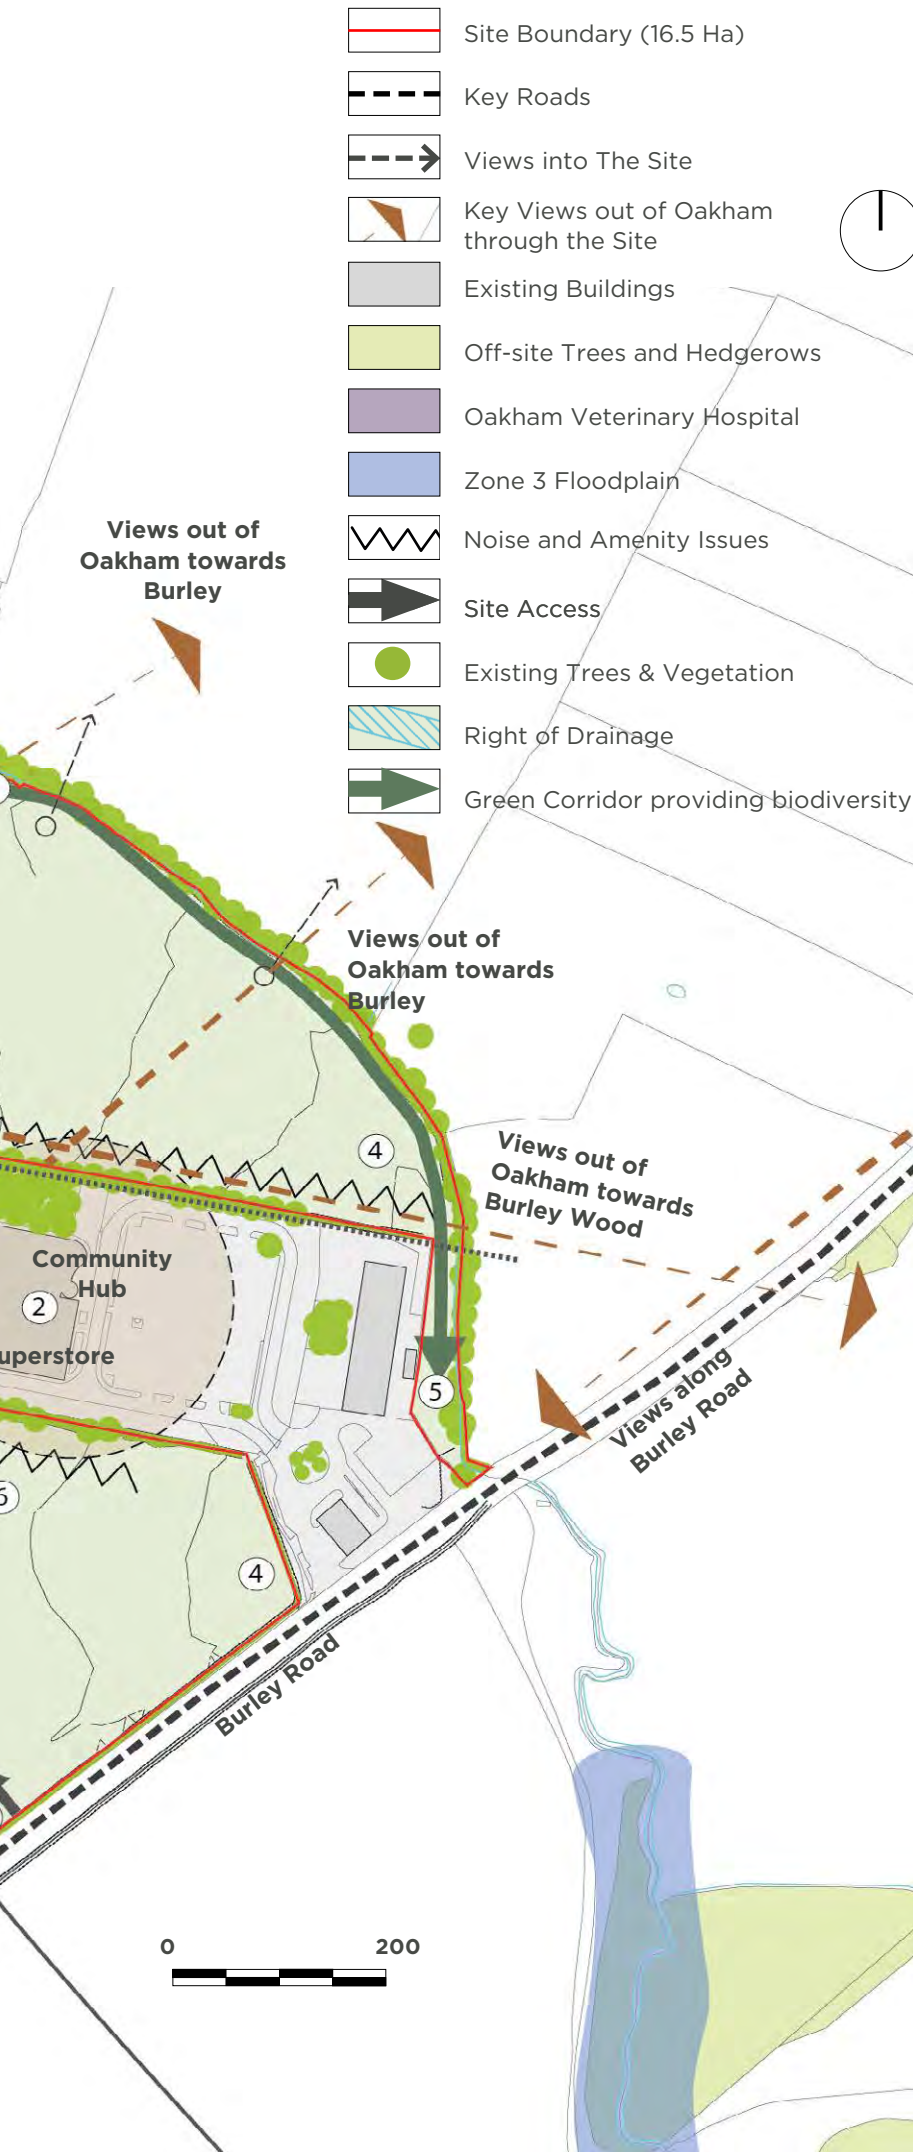 Site Boundary (16.5 Ha)
Key Roads
Views into The Site
Key Views out of Oakham
through the Site
Existing Buildings
Off-site Trees and Hedgerows
Oakham Veterinary Hospital
Zone 3 Floodplain
Noise and Amenity Issues
Site Access
Existing Trees & Vegetation
Right of Drainage
Green Corridor providing biodiversity
Views out of
Oakham towards
Burley
Views out of
Oakham towards
Burley
4
Views out of
Oakham towards
Burley Wood
Community
Hub
2
uperstore
5
Views along
Burley Road
6
4
Burley Road
0 200